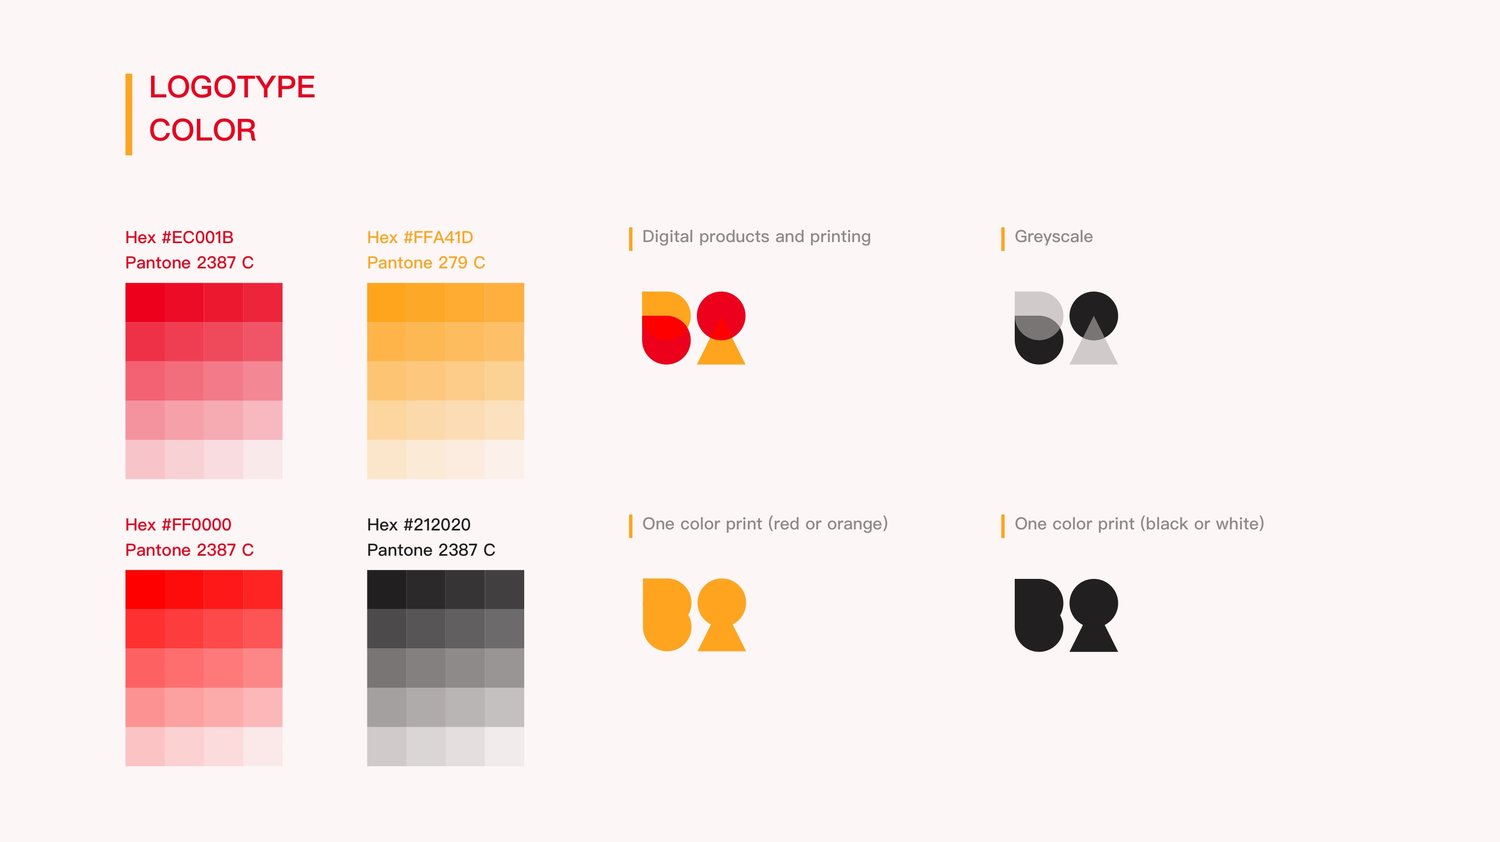 LOGOTYPE
COLOR
Hex #EC001B
Pantone 2387 C
Hex #FFA41D
Pantone 279 C
Digital products and printing
Greyscale
Hex #FF0000
Pantone 2387 C
Hex #212020
Pantone 2387 C
One color print (red or orange)
One color print (black or white)